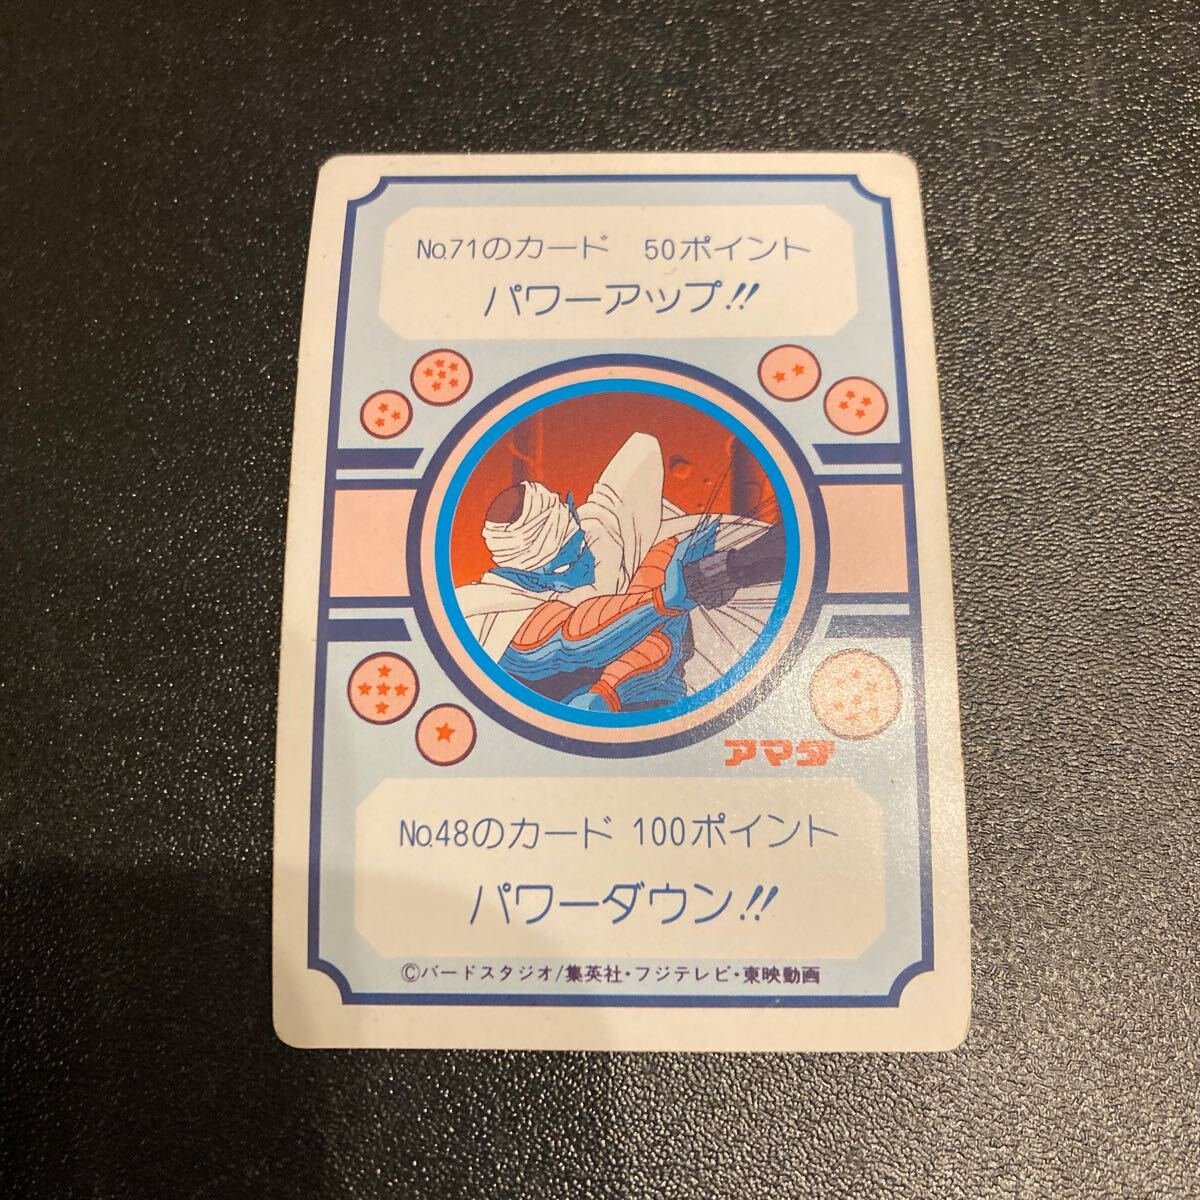 No.71のカード 50ポイント
パワーアップ!!
アマダ
No.48のカード 100ポイント
パワーダウン!!
©バードスタジオ/集英社・フジテレビ・東映動画